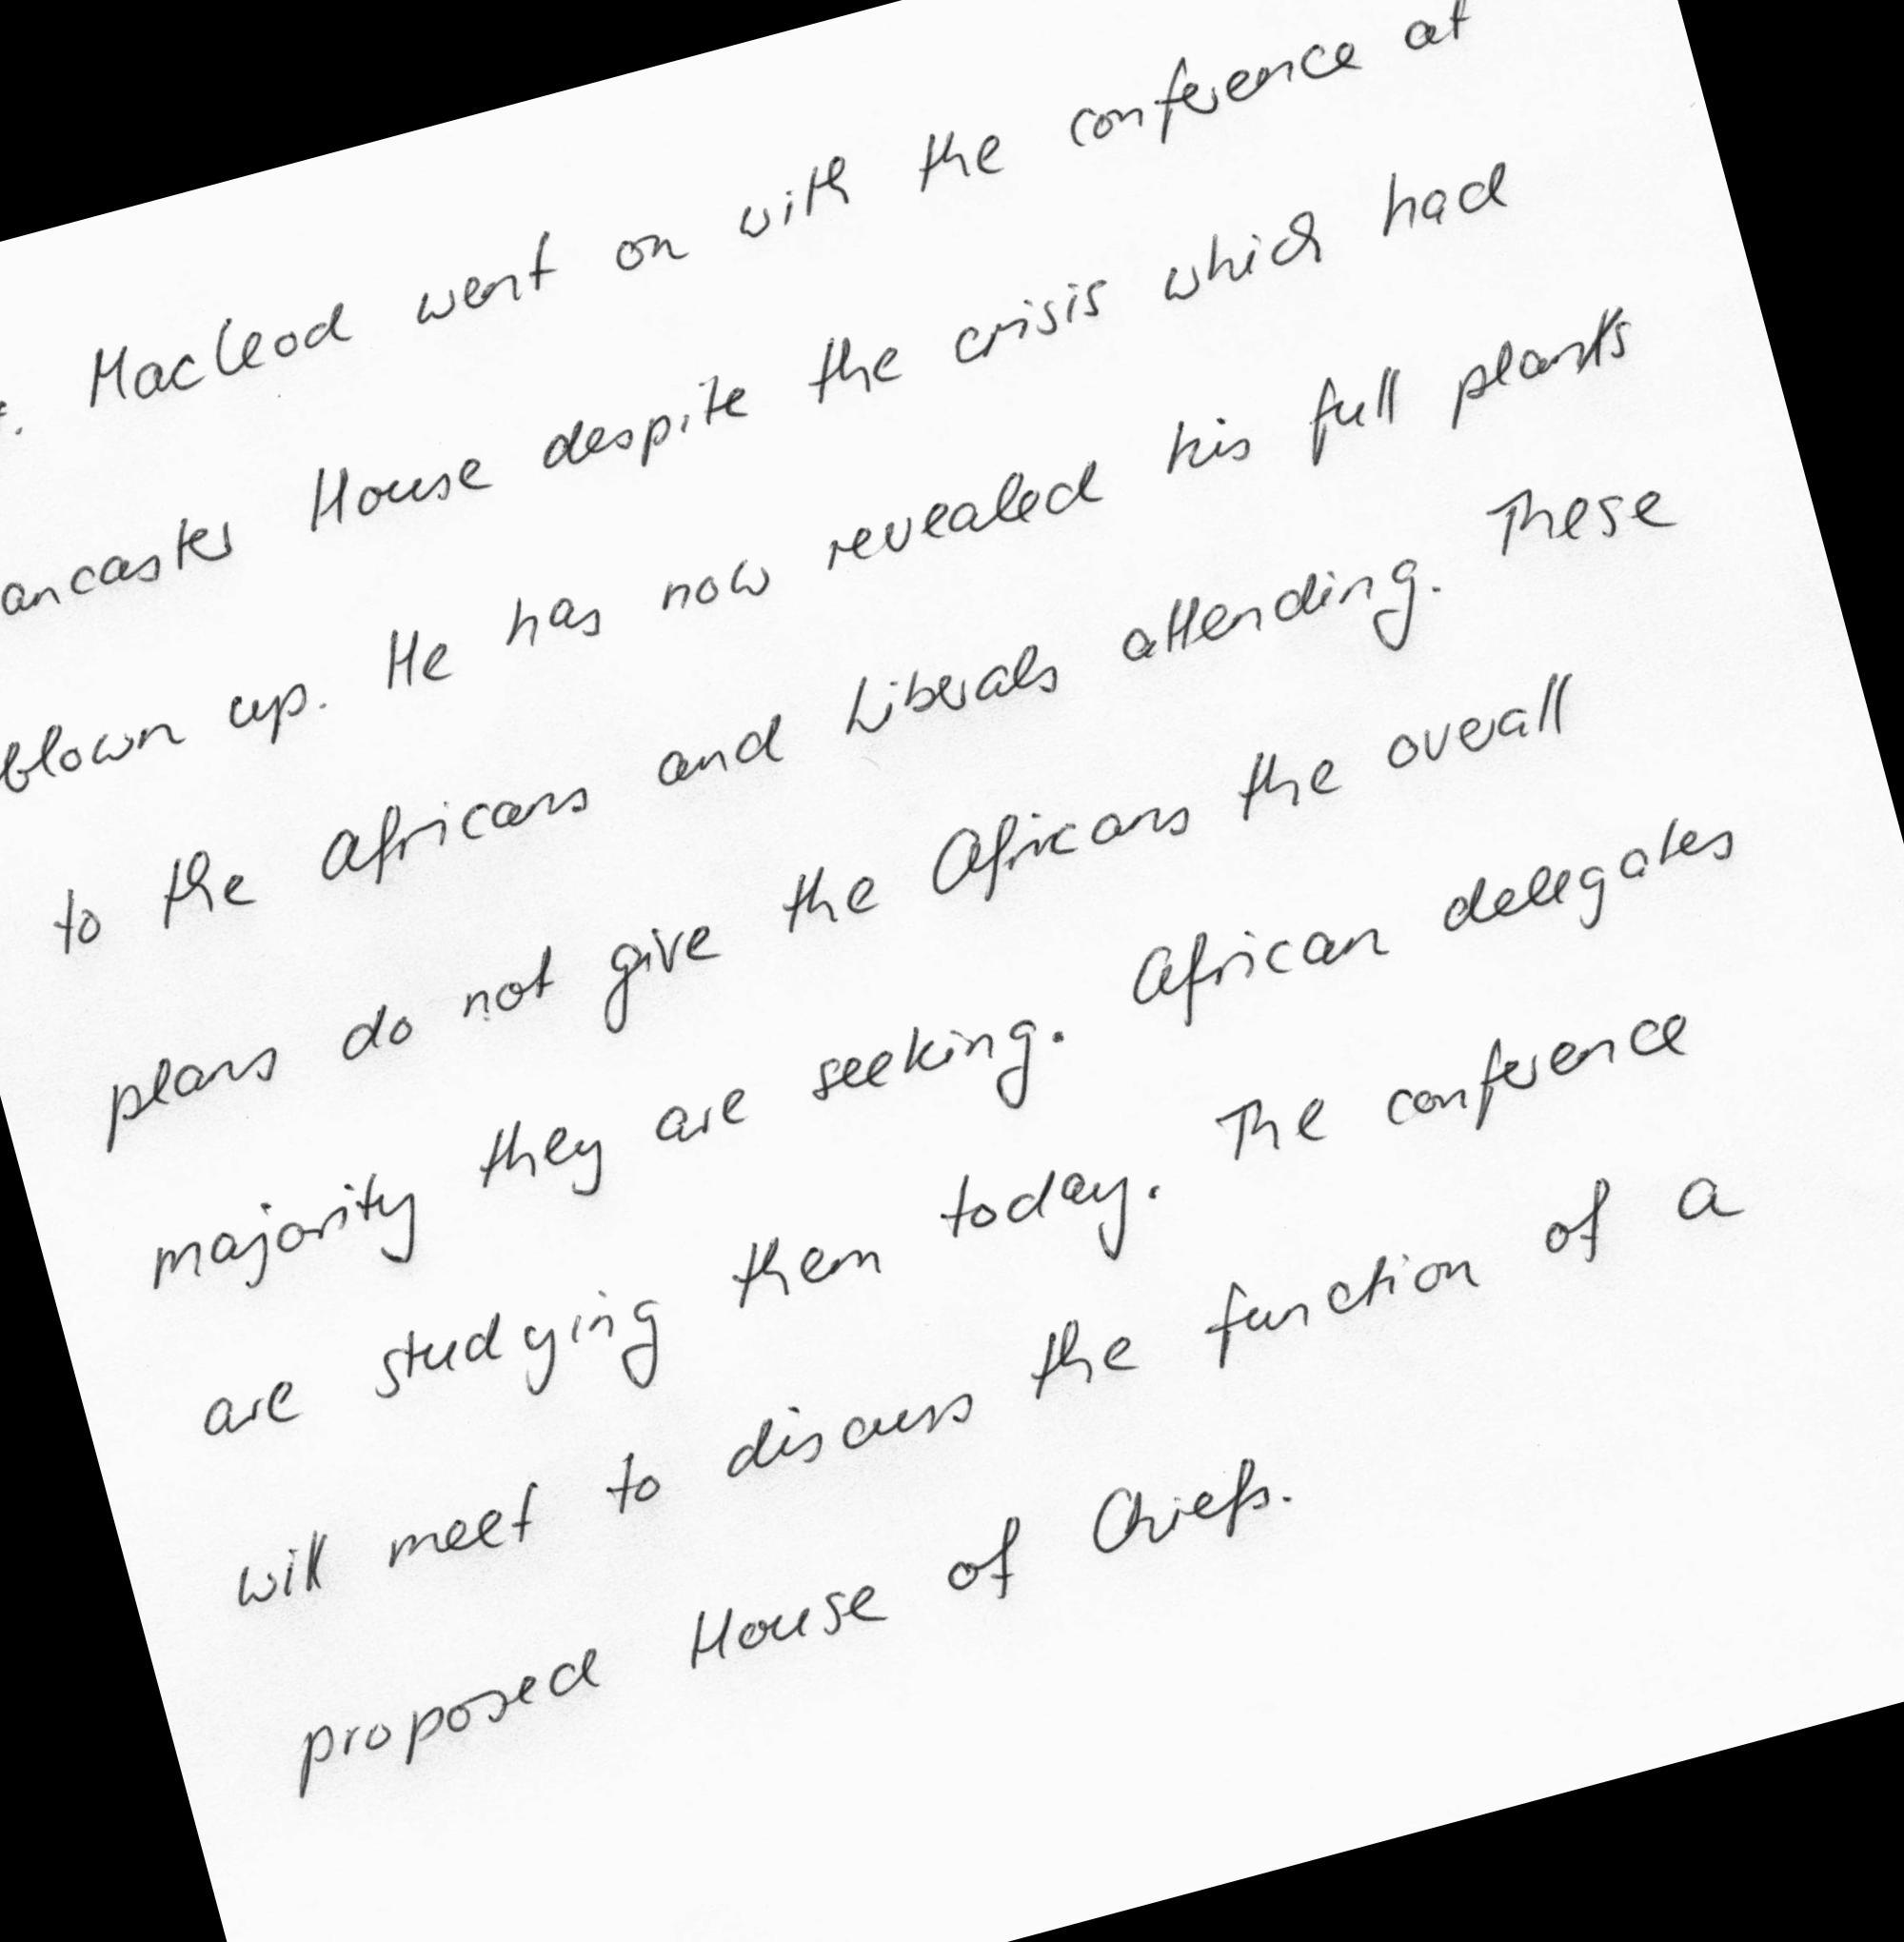 . Macleod went on with the conference at
ancaster House despite the crisis which had
blown up. He has now revealed his full plans
to the Africans and Liberals attending. These
plans do not give the Africans the overall
majority they are seeking. African delegates
are studying them today. The conference
will meet to discuss the function of a
proposed House of Chiefs.